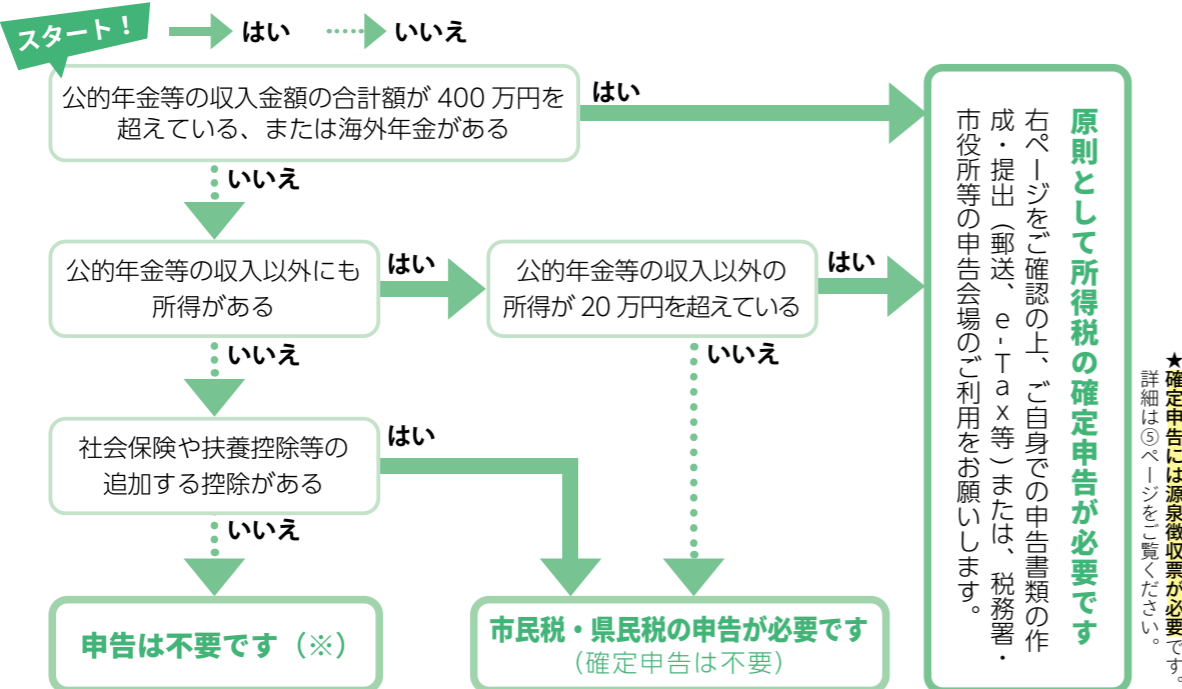 スタート！
はい
いいえ
公的年金等の収入金額の合計額が 400 万円を
超えている、または海外年金がある
はい
いいえ
公的年金等の収入以外にも
所得がある
はい
公的年金等の収入以外の
所得が 20 万円を超えている
はい
いいえ
いいえ
社会保険や扶養控除等の
追加する控除がある
はい
いいえ
申告は不要です（※）
市民税・県民税の申告が必要です
（確定申告は不要）
原則として所得税の確定申告が必要です
右ページをご確認の上、ご自身での申告書類の作
成・提出（郵送、e-Tax等）または、税務署・
市役所等の申告会場のご利用をお願いします。
★確定申告には源泉徴収票が必要です。
詳細は⑤ページをご覧ください。